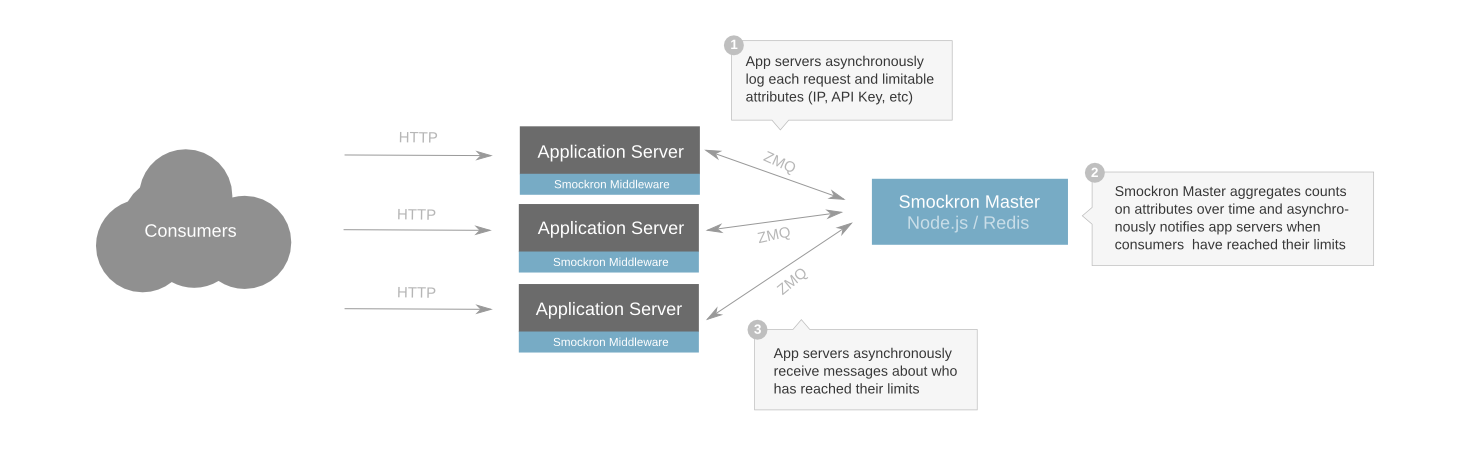 1
App servers asynchronously
log each request and limitable
attributes (IP, API Key, etc)
HTTP
Application Server
Smockron Middleware
ZMQ
Consumers
HTTP
Application Server
Smockron Middleware
ZMQ
Smockron Master
Node.js / Redis
2
Smockron Master aggregates counts
on attributes over time and asynchro-
nously notifies app servers when
consumers  have reached their limits
HTTP
Application Server
Smockron Middleware
ZMQ
3
App servers asynchronously
receive messages about who
has reached their limits